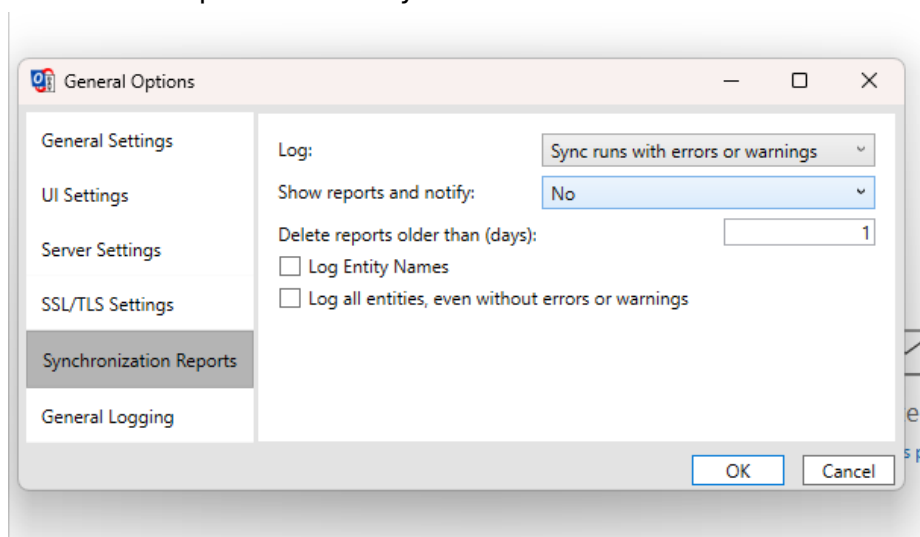 General Options
General Settings
UI Settings
Server Settings
SSL/TLS Settings
Synchronization Reports
General Logging
Log: Sync runs with errors or warnings
Show reports and notify: No
Delete reports older than (days): 1
Log Entity Names
Log all entities, even without errors or warnings
OK Cancel